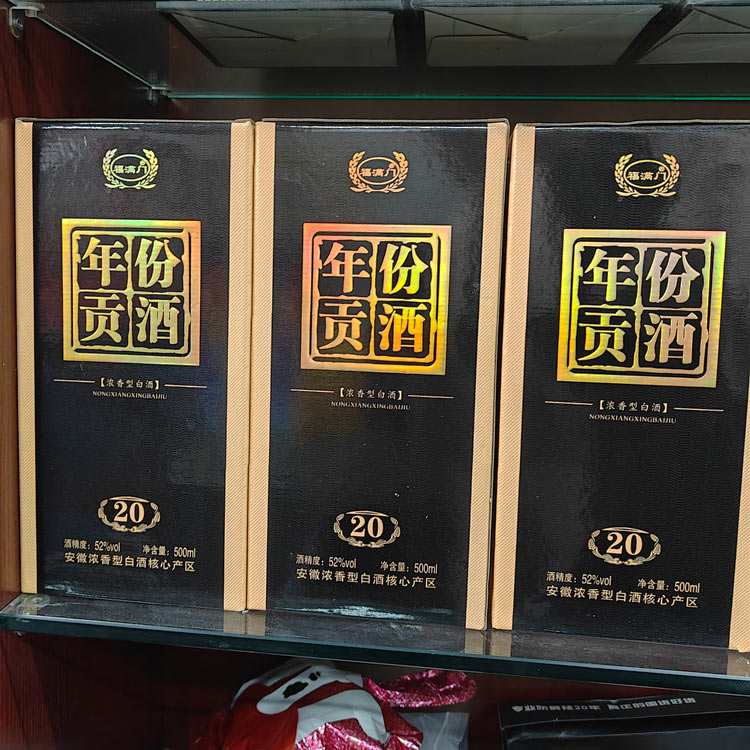 福满门
年份
贡酒
【浓香型白酒】
NONGXIANGXINGBAIJIU
20
酒精度：52%vol 净含量：500ml
安徽浓香型白酒核心产区
福满门
年份
贡酒
【浓香型白酒】
NONGXIANGXINGBAIJIU
20
酒精度：52%vol 净含量：500ml
安徽浓香型白酒核心产区
福满门
年份
贡酒
【浓香型白酒】
NONGXIANGXINGBAIJIU
20
酒精度：52%vol 净含量：500ml
安徽浓香型白酒核心产区